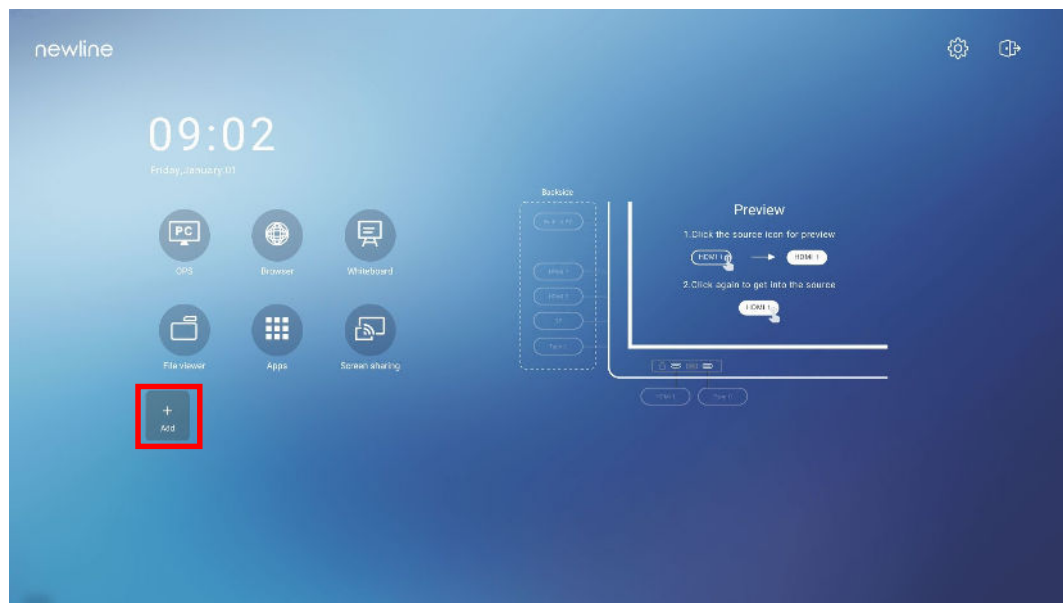 newline
09:02
Friday, January 01
Backside
Preview
1.Click the source icon for preview
HDMI 1
HDMI 1
2.Click again to get into the source
HDMI 1
PC
OPS
Browser
Whiteboard
File viewer
Apps
Screen sharing
+
Add